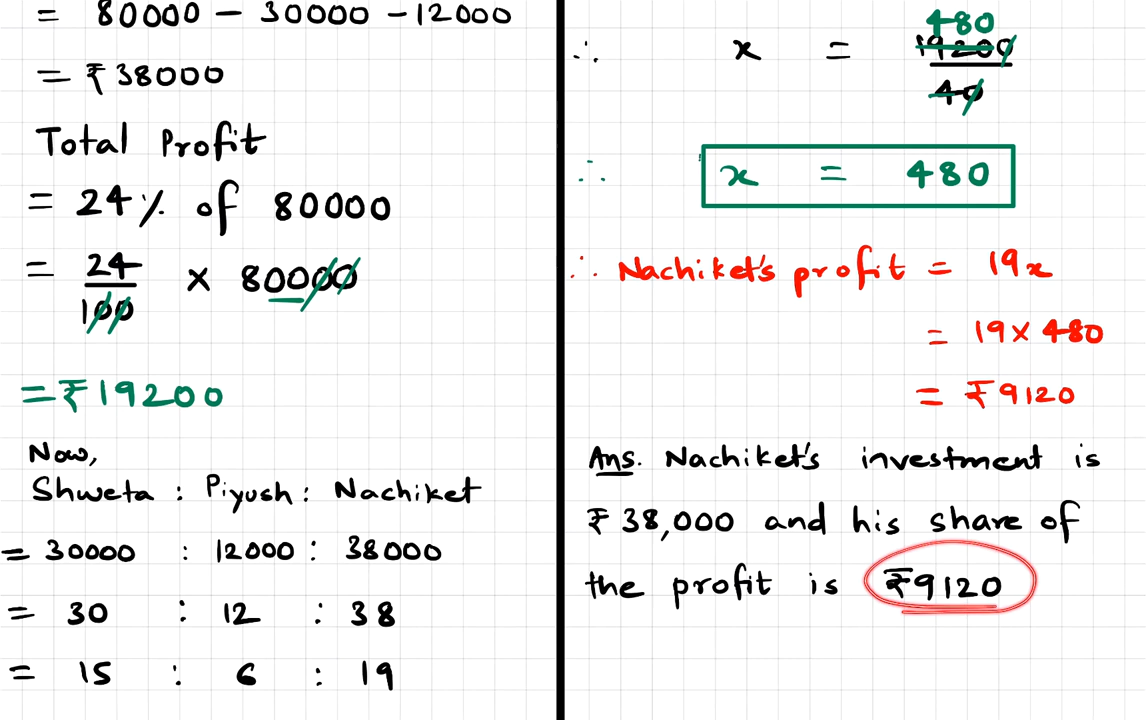 = 80000 - 30000 - 12000
= ₹38000
Total Profit
= 24% of 80000
= 24/100 × 80000
= ₹19200
Now,
Shweta : Piyush : Nachiket
= 30000 : 12000 : 38000
= 30 : 12 : 38
= 15 : 6 : 19
480
∴ x = 19200/40
∴ x = 480
∴ Nachiket's profit = 19x
= 19 × 480
= ₹9120
Ans. Nachiket's investment is
₹38,000 and his share of
the profit is ₹9120